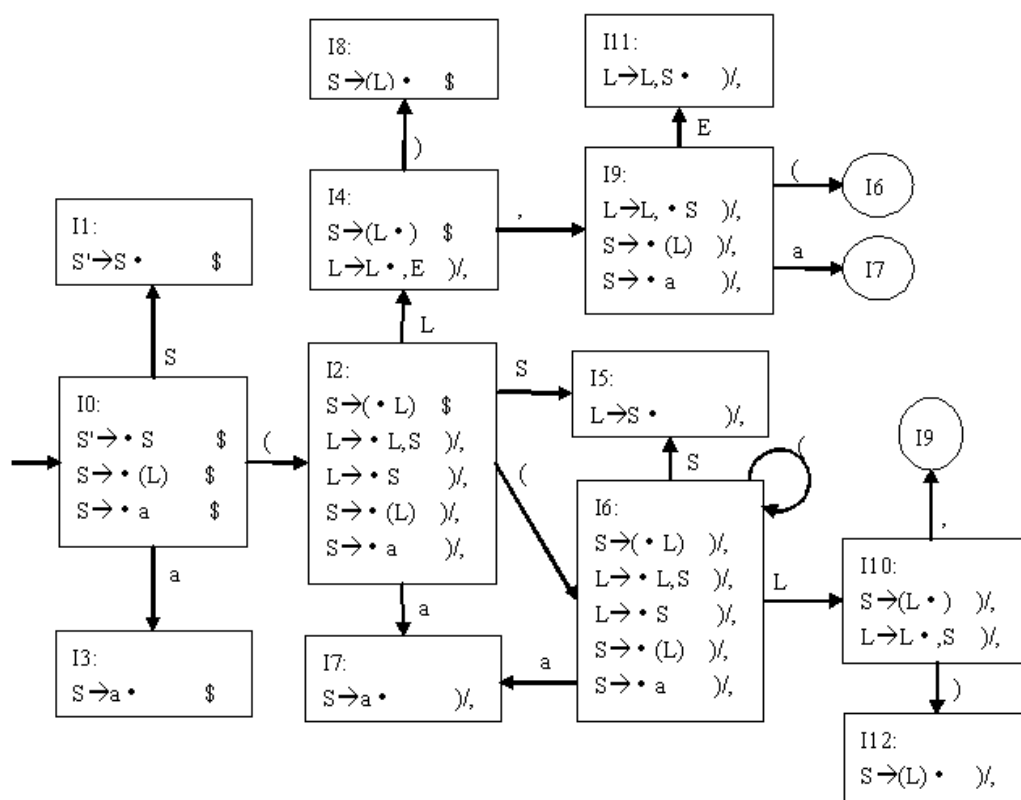 I8:
S→(L) • $
I11:
L→L,S • )/,
)
E
I4:
S→(L • ) $
L→L • ,E )/,
,
I9:
L→L, • S )/,
S→ • (L) )/,
S→ • a )/,
(
I6
a
I7
I1:
S'→S • $
S
L
I0:
S'→ • S $
S→ • (L) $
S→ • a $
(
I2:
S→( • L) $
L→ • L,S )/,
L→ • S )/,
S→ • (L) )/,
S→ • a )/,
S
I5:
L→S • )/,
(
S
(
I6:
S→( • L) )/,
L→ • L,S )/,
L→ • S )/,
S→ • (L) )/,
S→ • a )/,
L
I9
,
I10:
S→(L • ) )/,
L→L • ,S )/,
a
I3:
S→a • $
a
I7:
S→a • )/,
a
)
I12:
S→(L) • )/,